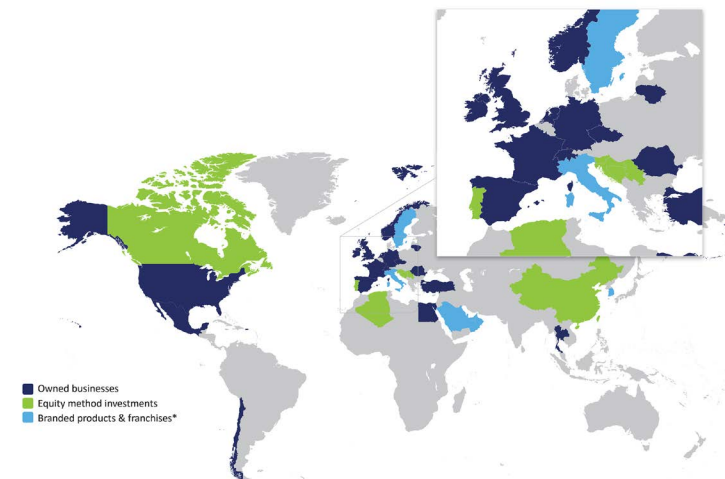 Owned businesses
Equity method investments
Branded products & franchises*